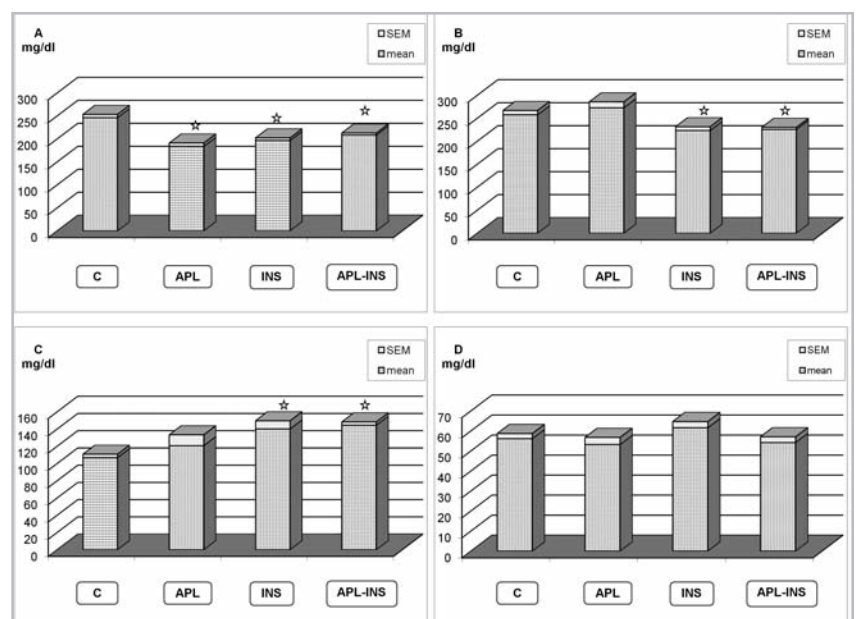 A
mg/dl
SEM
mean
300
250
200
150
100
50
0
☆
☆
☆
C
APL
INS
APL-INS
B
mg/dl
SEM
mean
300
250
200
150
100
50
0
☆
☆
C
APL
INS
APL-INS
C
mg/dl
SEM
mean
160
140
120
100
80
60
40
20
0
☆
☆
C
APL
INS
APL-INS
D
mg/dl
SEM
mean
70
60
50
40
30
20
10
0
C
APL
INS
APL-INS